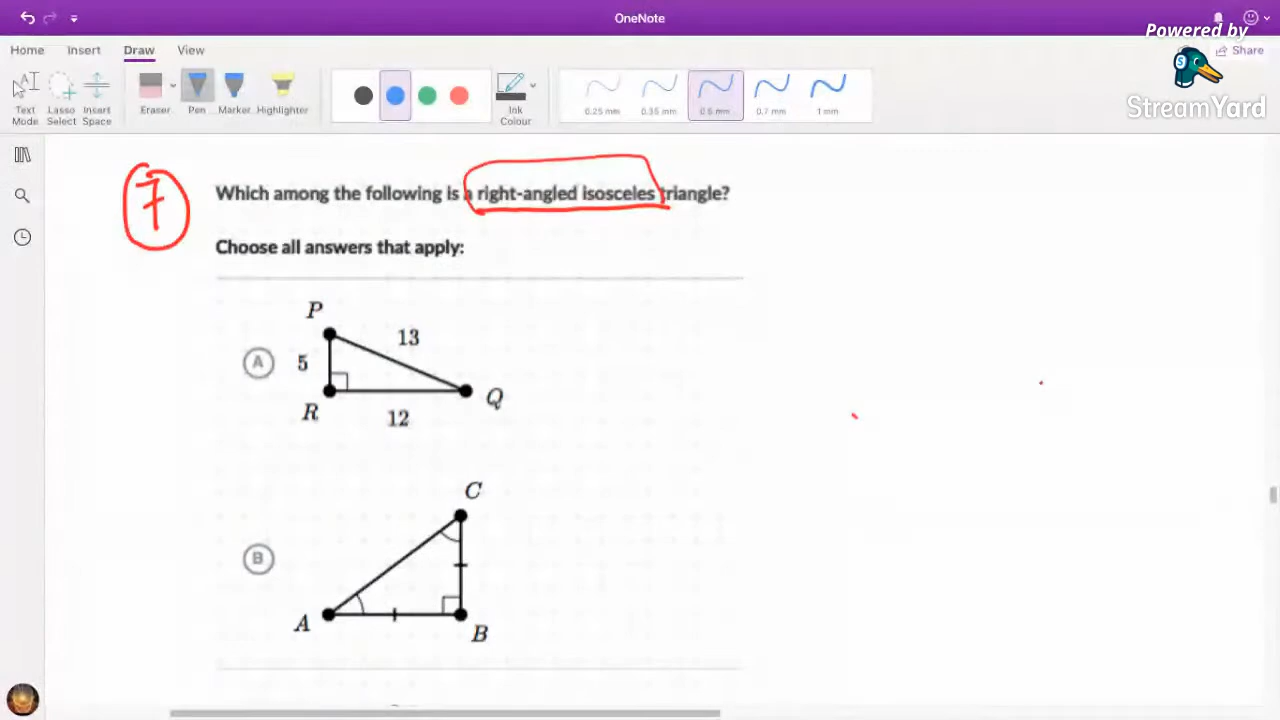 OneNote
Powered by
StreamYard
Home Insert Draw View
Share
Text Mode
Lasso Select
Insert Space
Eraser
Pen
Marker
Highlighter
Ink Colour
0.25 mm
0.35 mm
0.5 mm
0.7 mm
1 mm
7
Which among the following is a right-angled isosceles triangle?
Choose all answers that apply:
A
P
13
5
R
12
Q
B
C
A
B